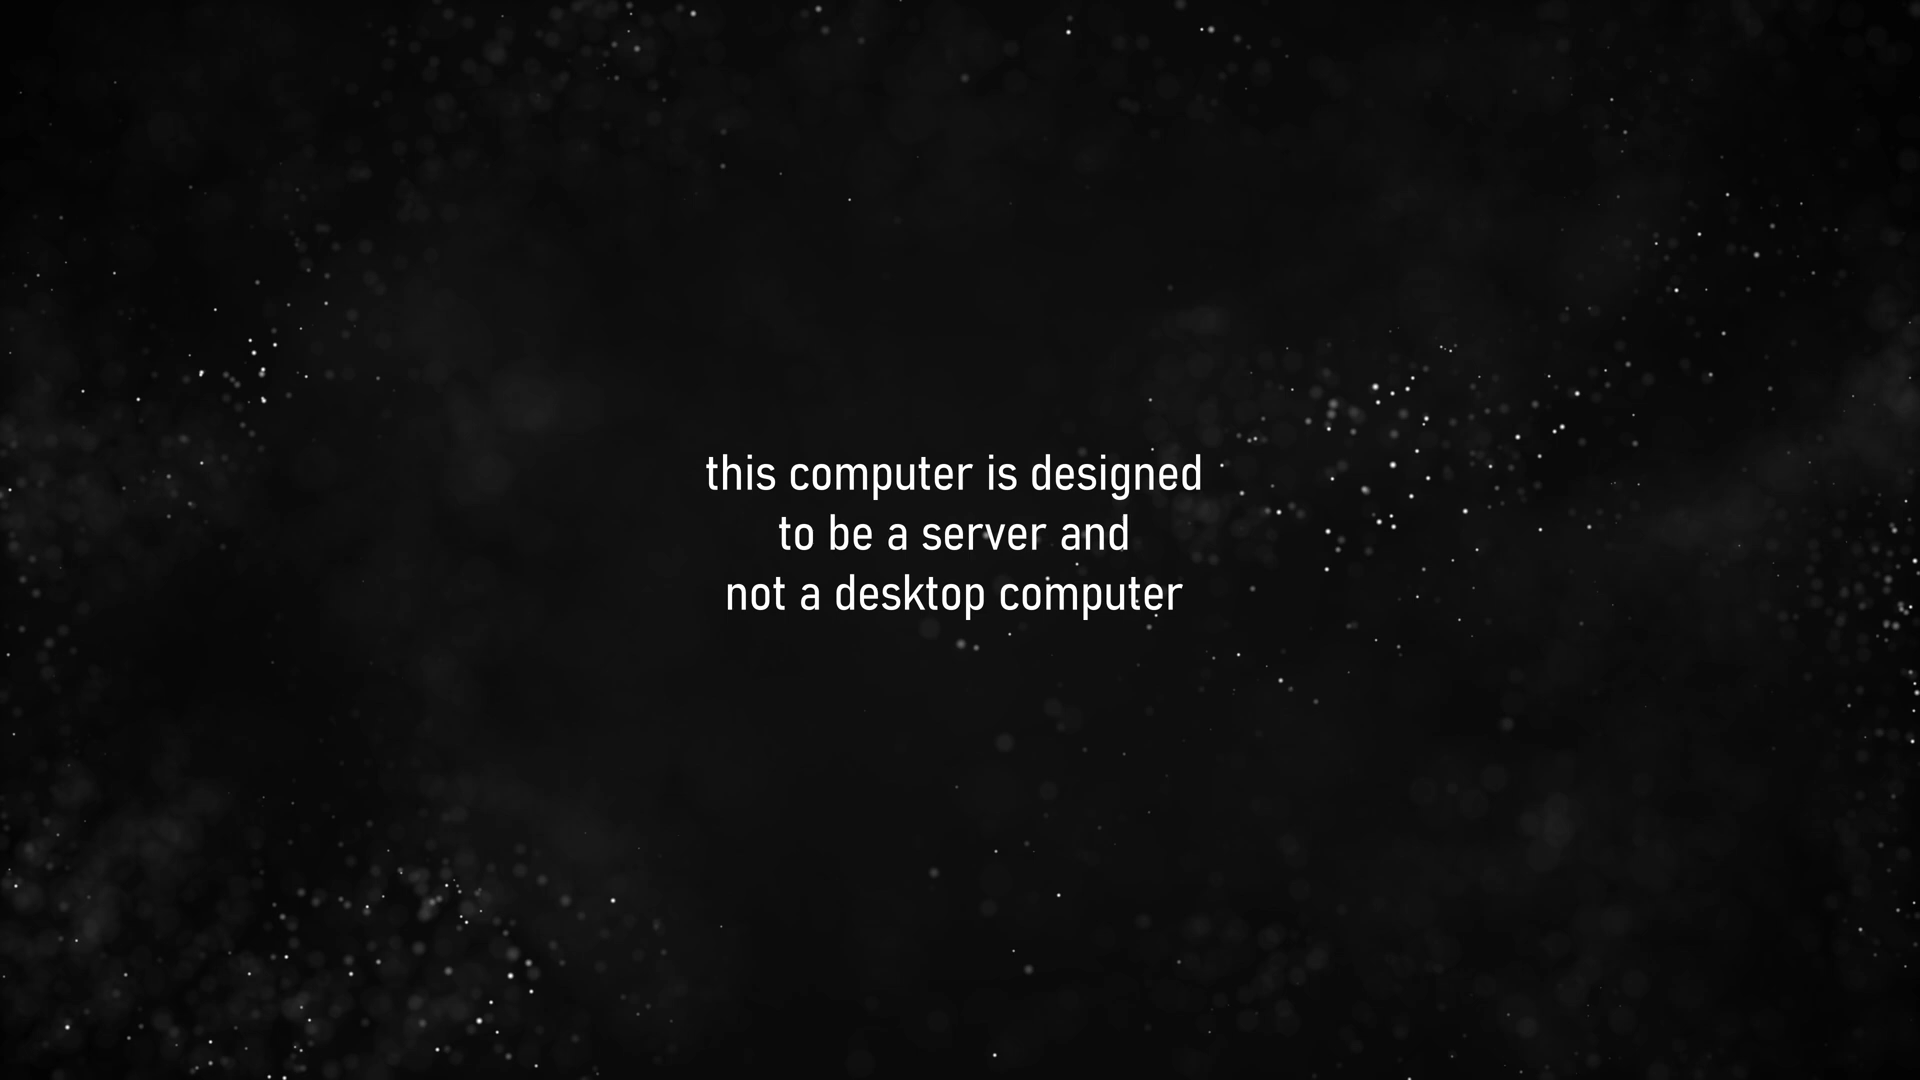 this computer is designed
to be a server and
not a desktop computer